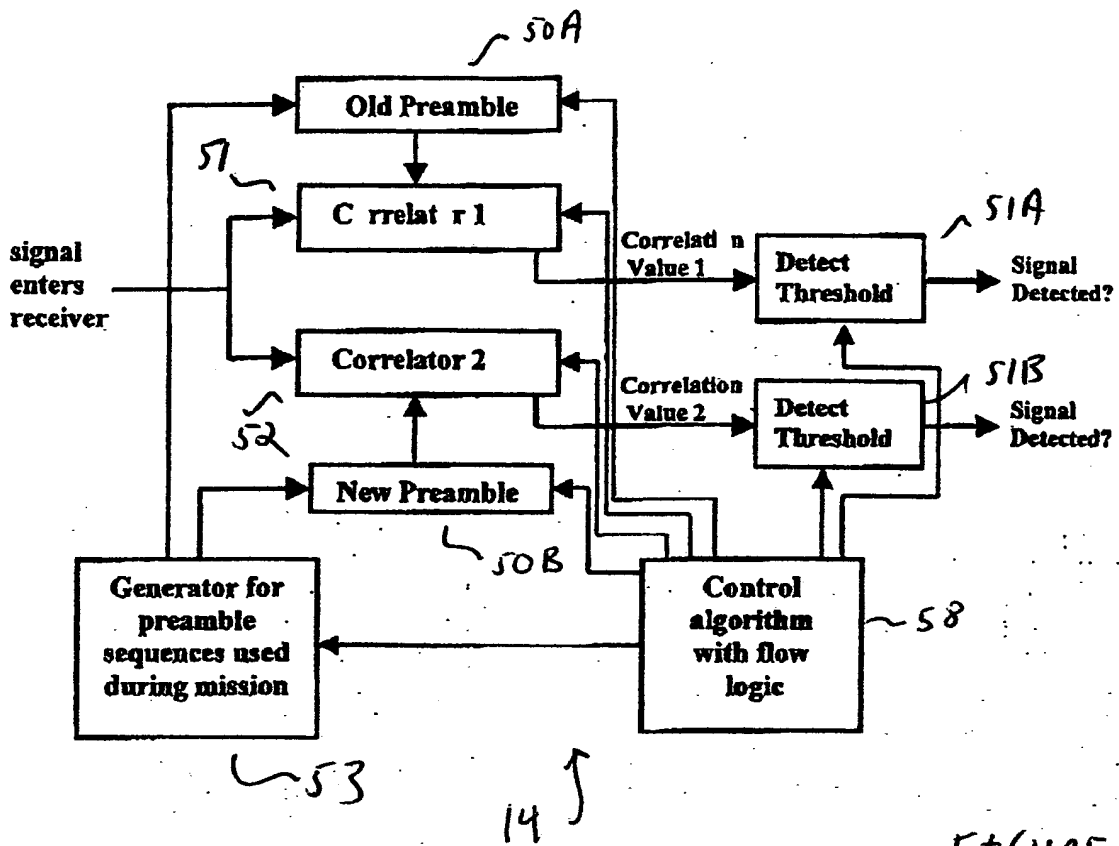 50A
Old Preamble
51
C rrelat r 1
51A
signal
enters
receiver
Correlati n
Value 1
Detect
Threshold
Signal
Detected?
Correlator 2
52
Correlation
Value 2
Detect
Threshold
51B
Signal
Detected?
New Preamble
50B
Generator for
preamble
sequences used
during mission
Control
algorithm
with flow
logic
58
53
14